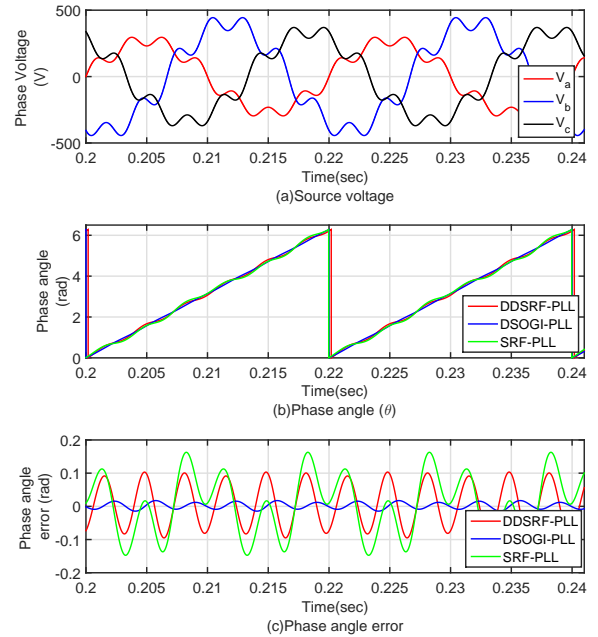 500
0
-500
Phase Voltage
(V)
V_a
V_b
V_c
0.2 0.205 0.21 0.215 0.22 0.225 0.23 0.235 0.24
Time(sec)
(a)Source voltage
6
4
2
0
Phase angle
(rad)
DDSRF-PLL
DSOGI-PLL
SRF-PLL
0.2 0.205 0.21 0.215 0.22 0.225 0.23 0.235 0.24
Time(sec)
(b)Phase angle (θ)
0.2
0.1
0
-0.1
-0.2
Phase angle
error (rad)
DDSRF-PLL
DSOGI-PLL
SRF-PLL
0.2 0.205 0.21 0.215 0.22 0.225 0.23 0.235 0.24
Time(sec)
(c)Phase angle error